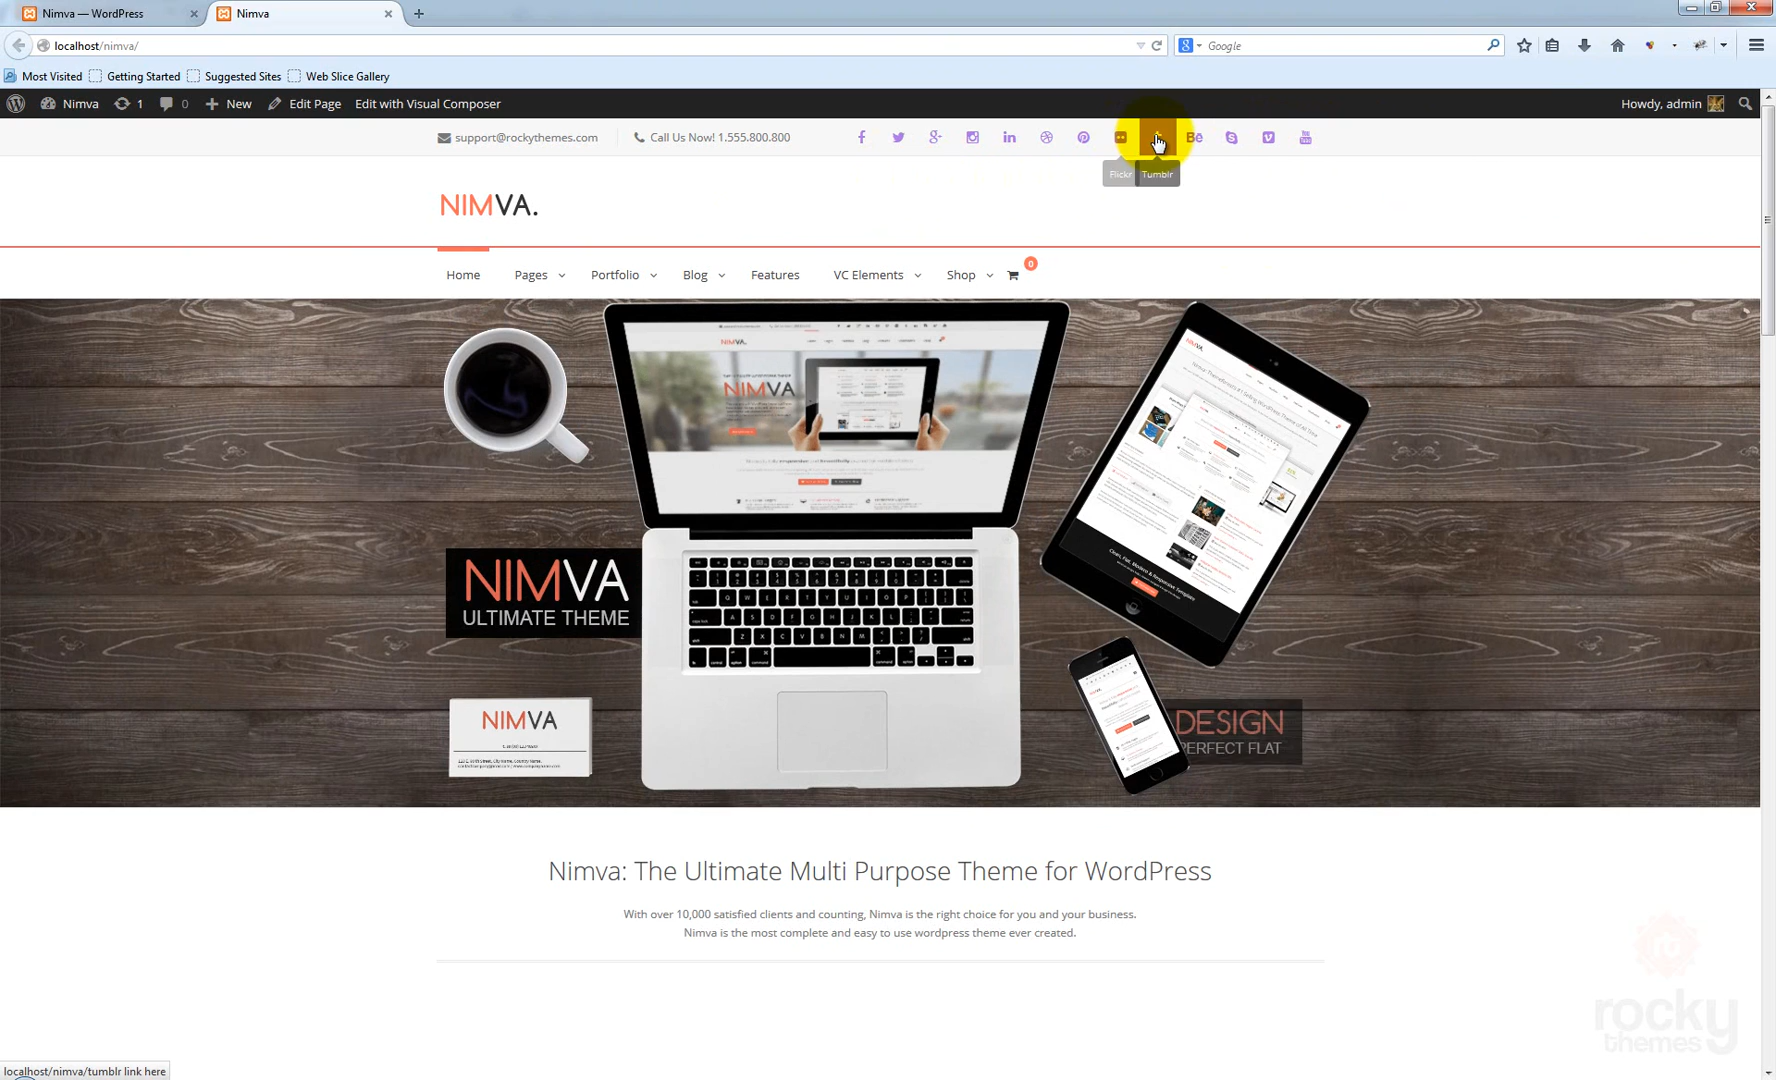 Nimva — WordPress
Nimva
localhost/nimva/
Google
Most Visited
Getting Started
Suggested Sites
Web Slice Gallery
Nimva
1
0
New
Edit Page
Edit with Visual Composer
Howdy, admin
support@rockythemes.com
Call Us Now! 1.555.800.800
Flickr
Tumblr
NIMVA.
Home
Pages
Portfolio
Blog
Features
VC Elements
Shop
0
NIMVA
NIMVA
ULTIMATE THEME
NIMVA
DESIGN
PERFECT FLAT
Nimva: The Ultimate Multi Purpose Theme for WordPress
With over 10,000 satisfied clients and counting, Nimva is the right choice for you and your business.
Nimva is the most complete and easy to use wordpress theme ever created.
rocky
themes
localhost/nimva/tumblr link here